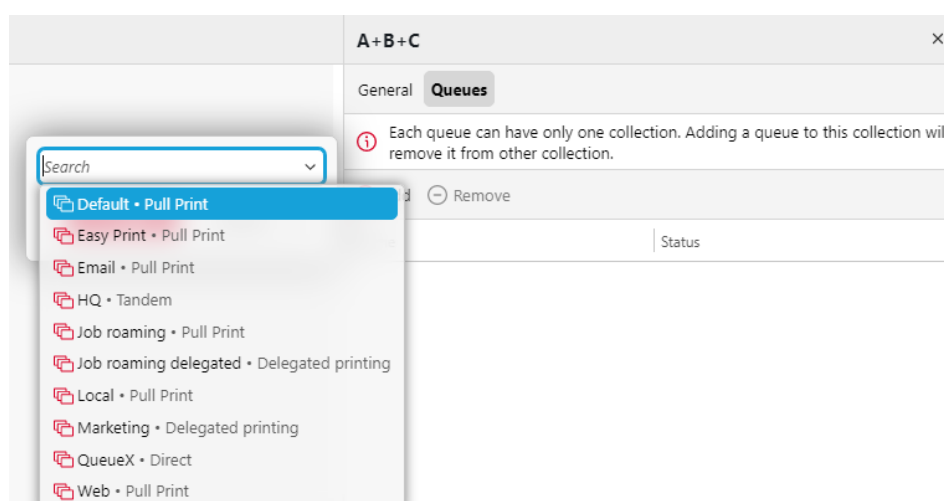 A+B+C
General Queues
Each queue can have only one collection. Adding a queue to this collection wil
remove it from other collection.
Search
Remove
Status
Default • Pull Print
Easy Print • Pull Print
Email • Pull Print
HQ • Tandem
Job roaming • Pull Print
Job roaming delegated • Delegated printing
Local • Pull Print
Marketing • Delegated printing
QueueX • Direct
Web • Pull Print